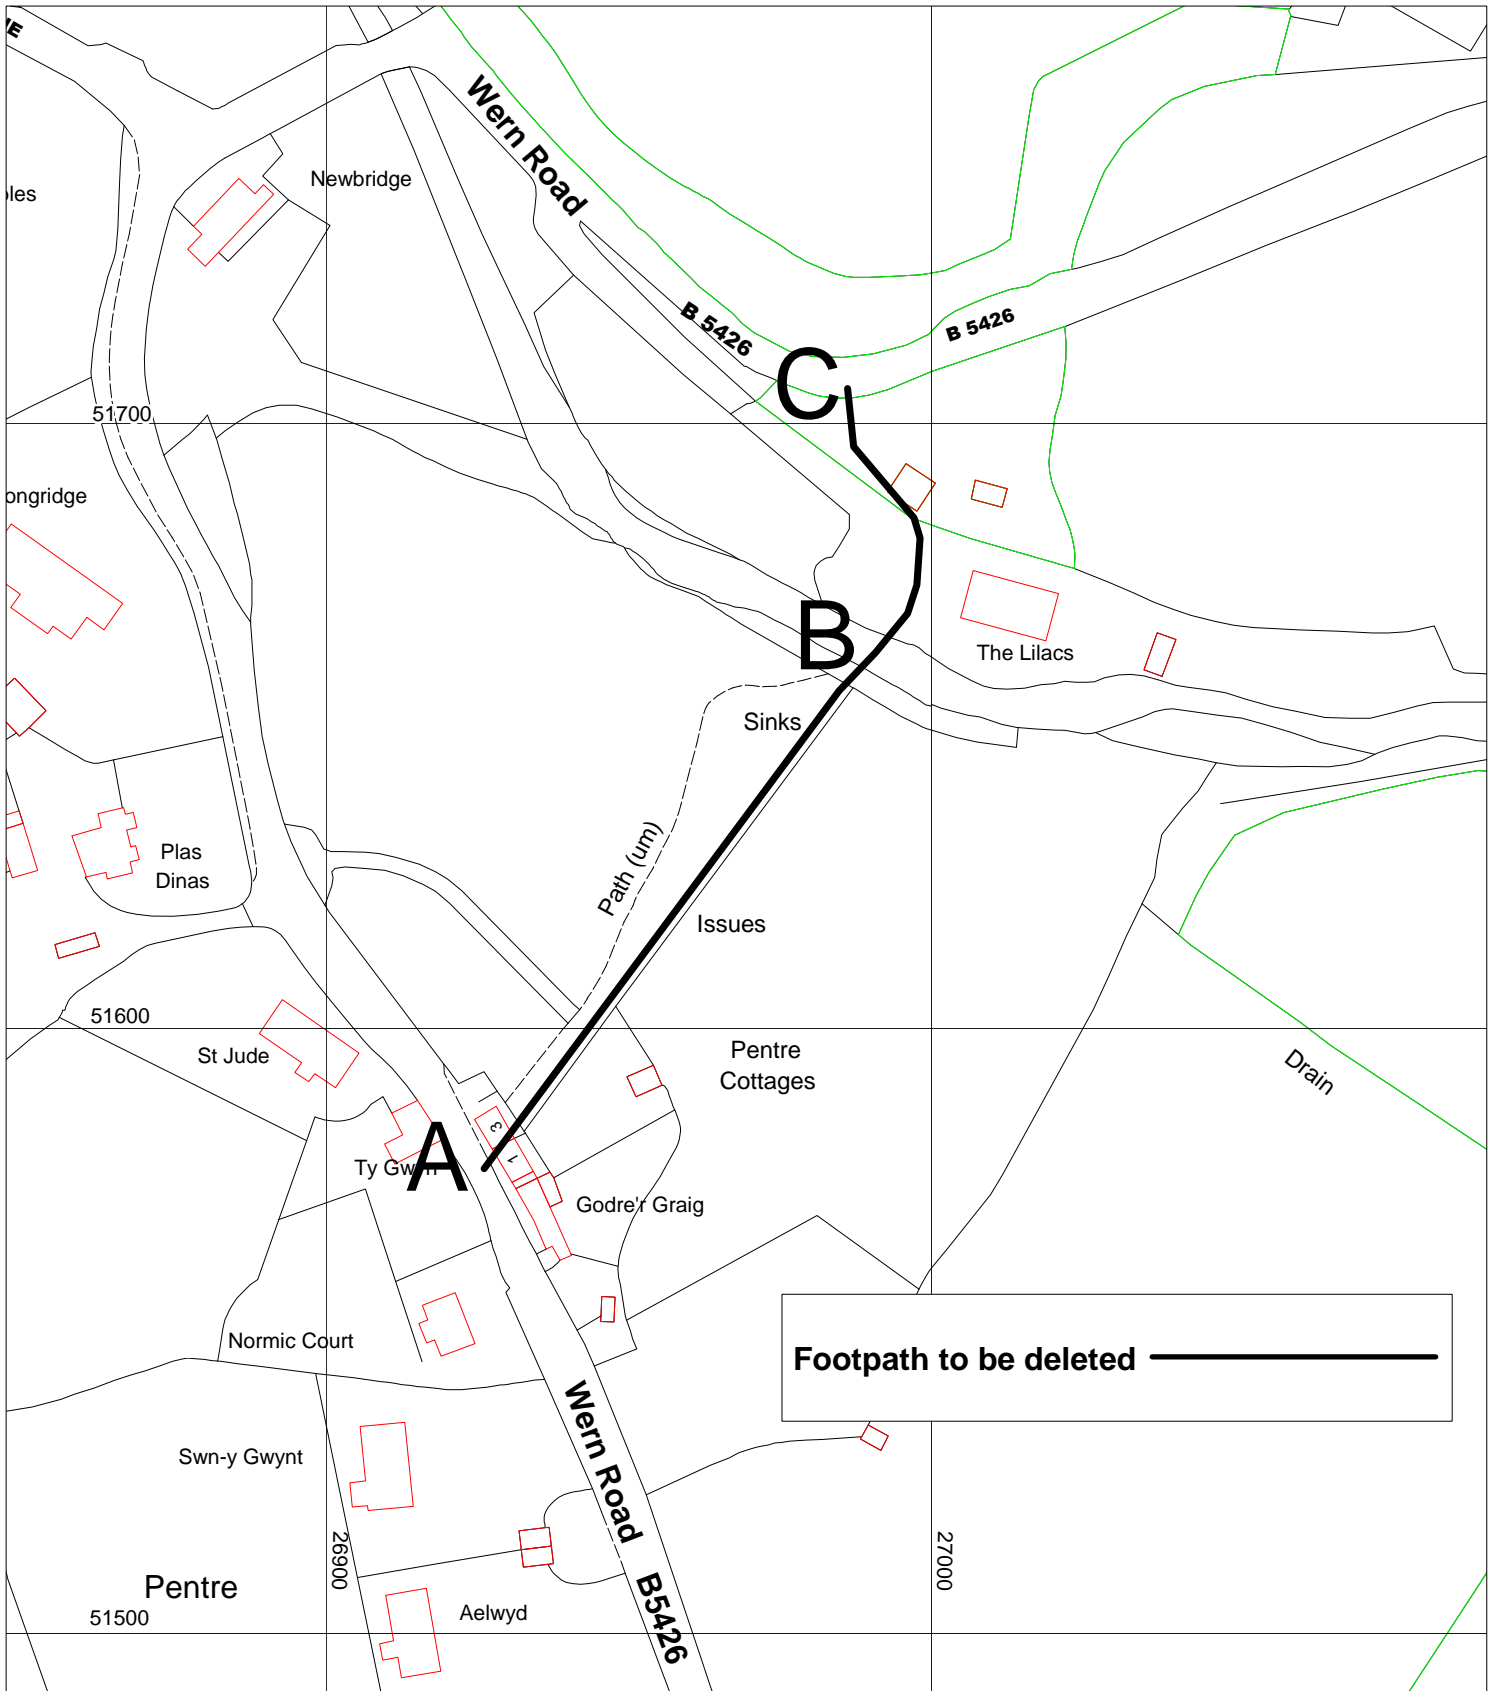 Wern Road
Newbridge
B 5426
B 5426
C
51700
ongridge
B
The Lilacs
Sinks
Path (um)
Plas
Dinas
Issues
51600
St Jude
Pentre
Cottages
Drain
3
1
A
Godre'r Graig
Normic Court
Footpath to be deleted
Wern Road
Swn-y Gwynt
26900
27000
Pentre
B5426
Aelwyd
51500